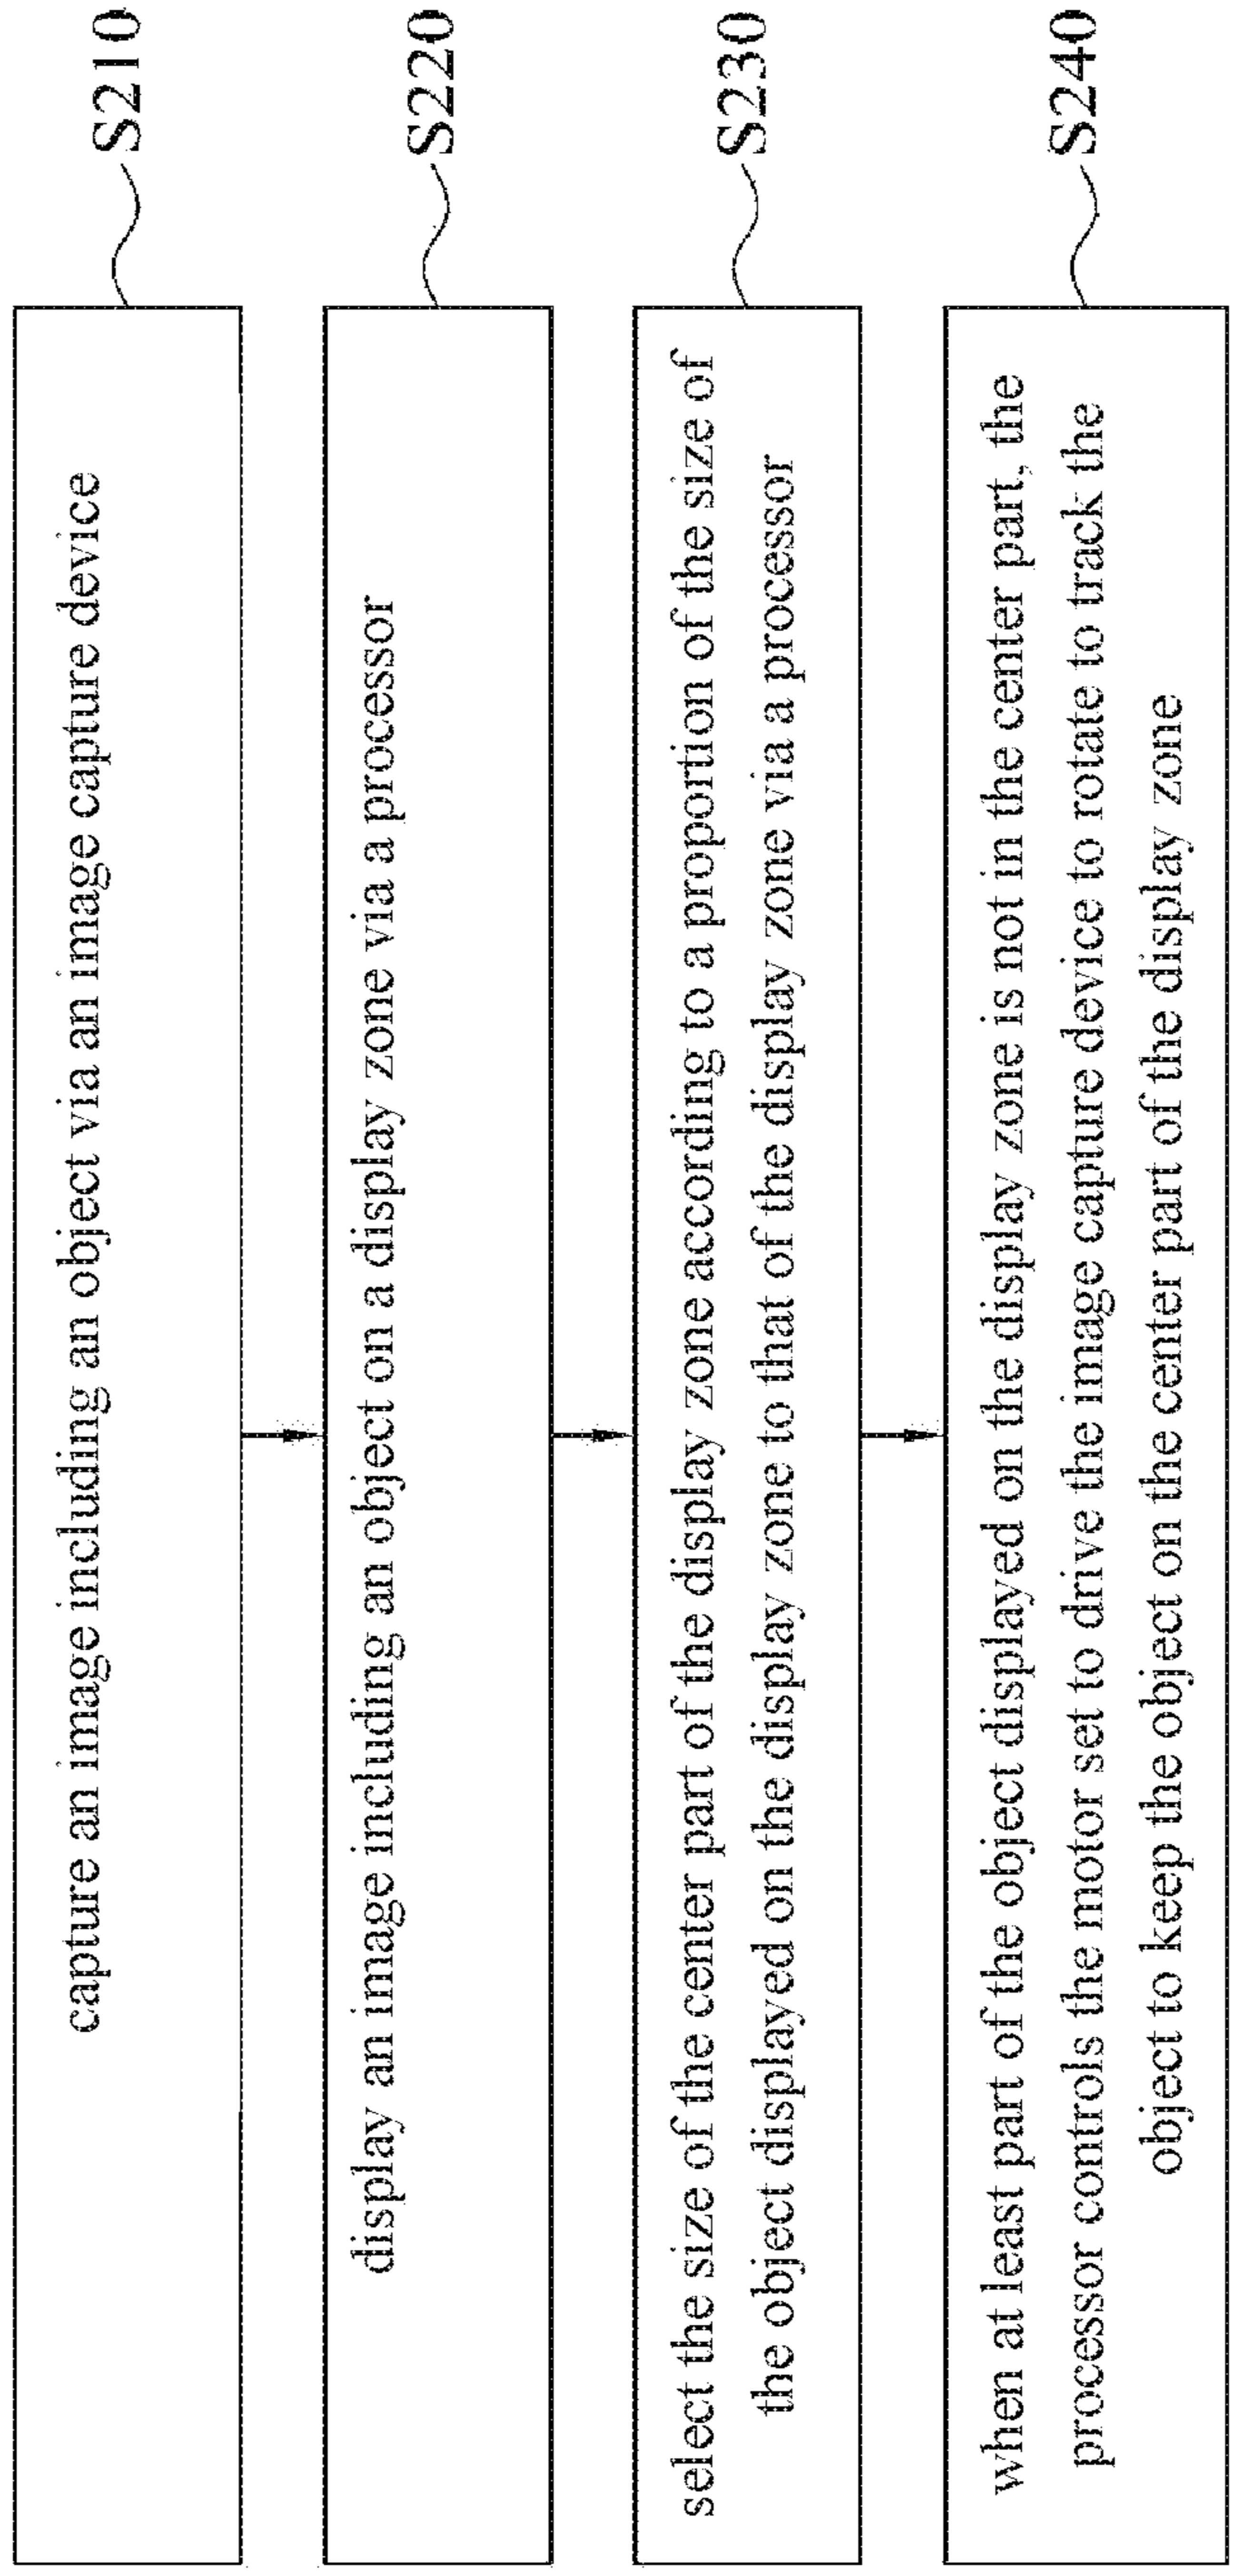 capture an image including an object via an image capture device
S210
display an image including an object on a display zone via a processor
S220
select the size of the center part of the display zone according to a proportion of the size of
the object displayed on the display zone to that of the display zone via a processor
S230
when at least part of the object displayed on the display zone is not in the center part, the
processor controls the motor set to drive the image capture device to rotate to track the
object to keep the object on the center part of the display zone
S240